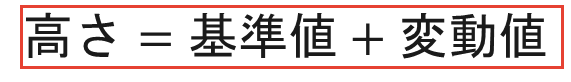 高さ = 基準値 + 変動値